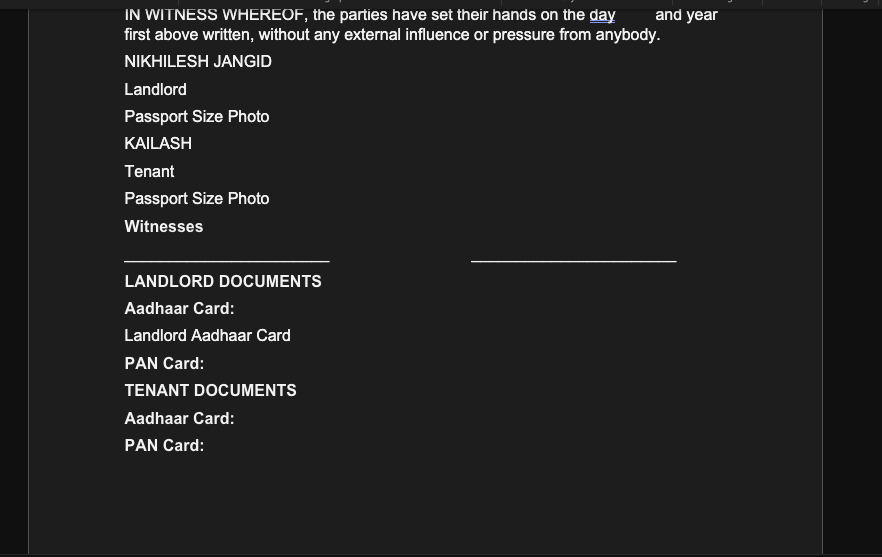 IN WITNESS WHEREOF, the parties have set their hands on the day and year
first above written, without any external influence or pressure from anybody.
NIKHILESH JANGID
Landlord
Passport Size Photo
KAILASH
Tenant
Passport Size Photo
Witnesses
_______________________ _______________________
LANDLORD DOCUMENTS
Aadhaar Card:
Landlord Aadhaar Card
PAN Card:
TENANT DOCUMENTS
Aadhaar Card:
PAN Card: